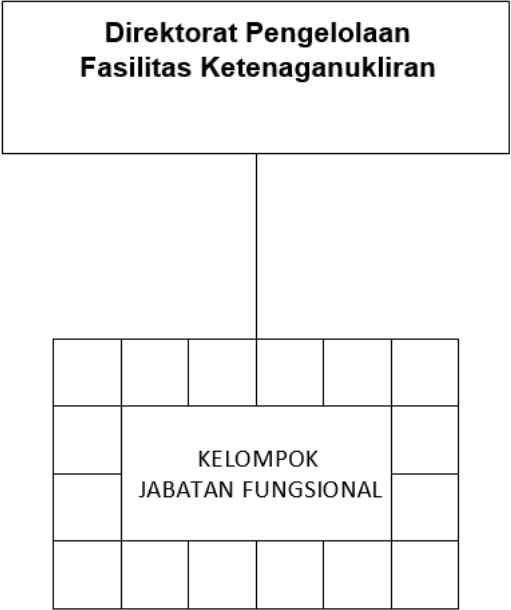 Direktorat Pengelolaan
Fasilitas Ketenaganukliran
KELOMPOK
JABATAN FUNGSIONAL